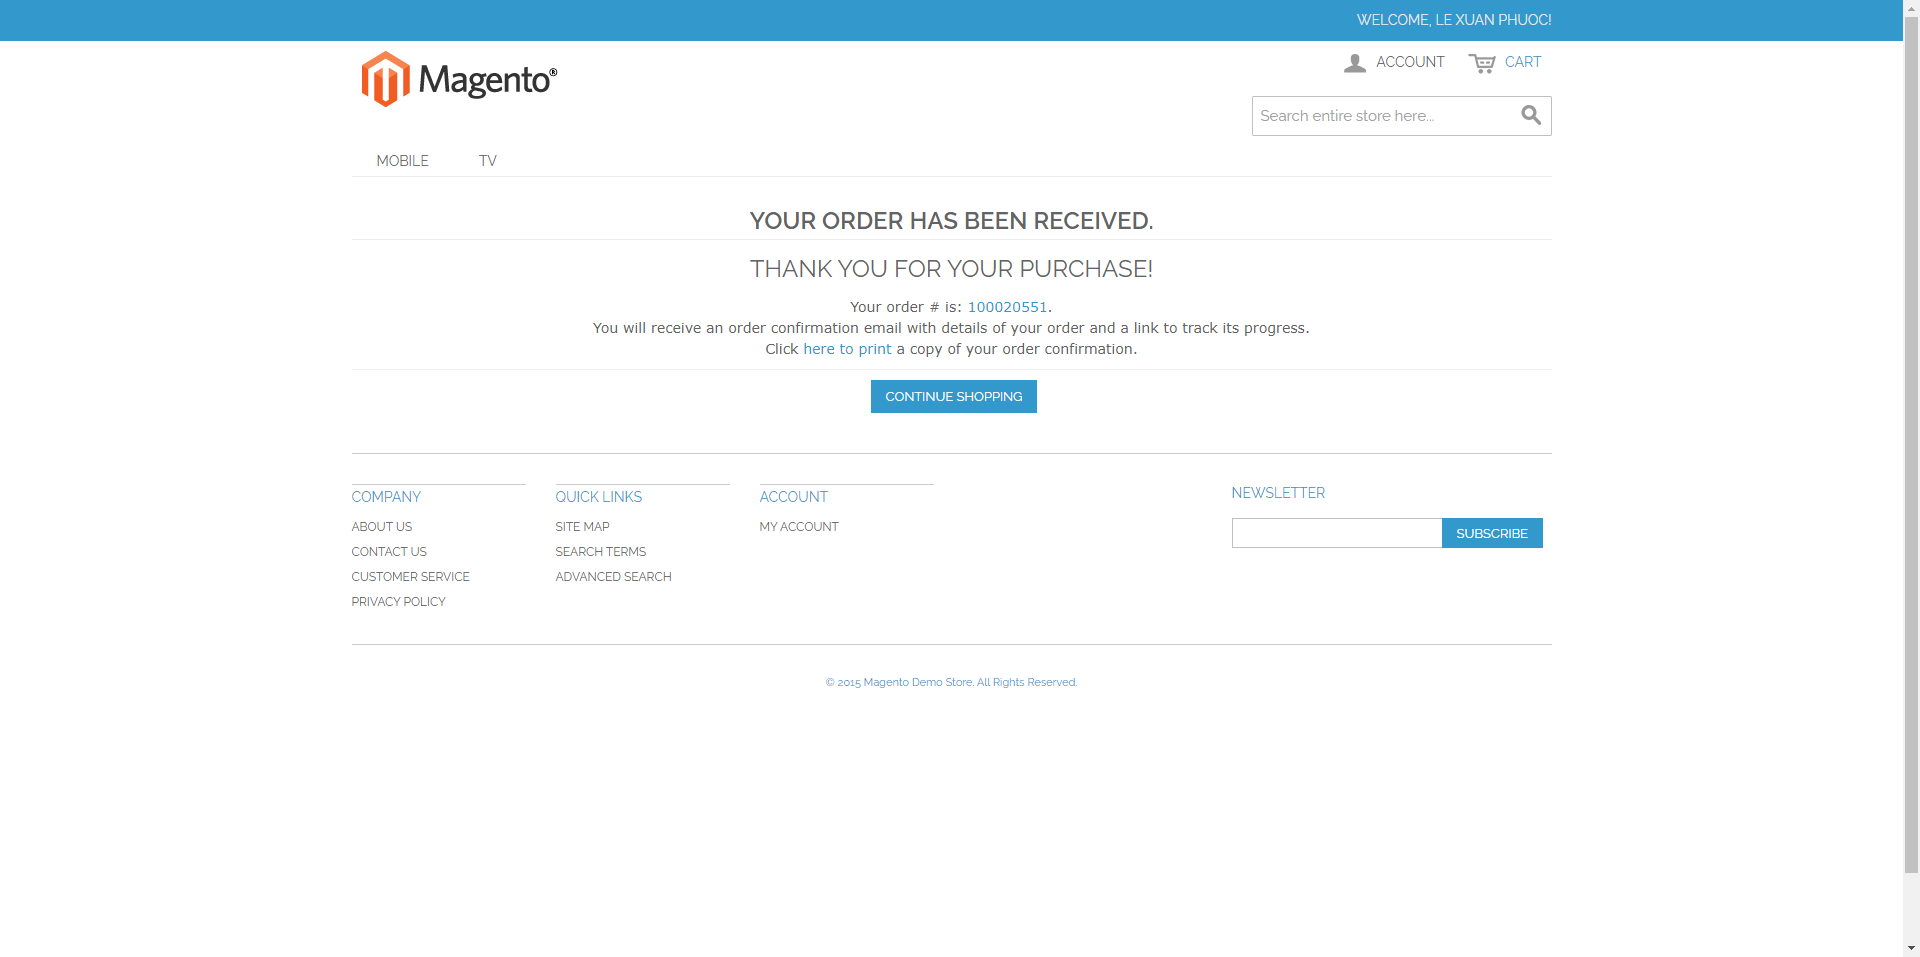 WELCOME, LE XUAN PHUOC!
Magento®
ACCOUNT CART
Search entire store here...
MOBILE TV
YOUR ORDER HAS BEEN RECEIVED.
THANK YOU FOR YOUR PURCHASE!
Your order # is: 100020551.
You will receive an order confirmation email with details of your order and a link to track its progress.
Click here to print a copy of your order confirmation.
CONTINUE SHOPPING
COMPANY
ABOUT US
CONTACT US
CUSTOMER SERVICE
PRIVACY POLICY
QUICK LINKS
SITE MAP
SEARCH TERMS
ADVANCED SEARCH
ACCOUNT
MY ACCOUNT
NEWSLETTER
SUBSCRIBE
© 2015 Magento Demo Store. All Rights Reserved.